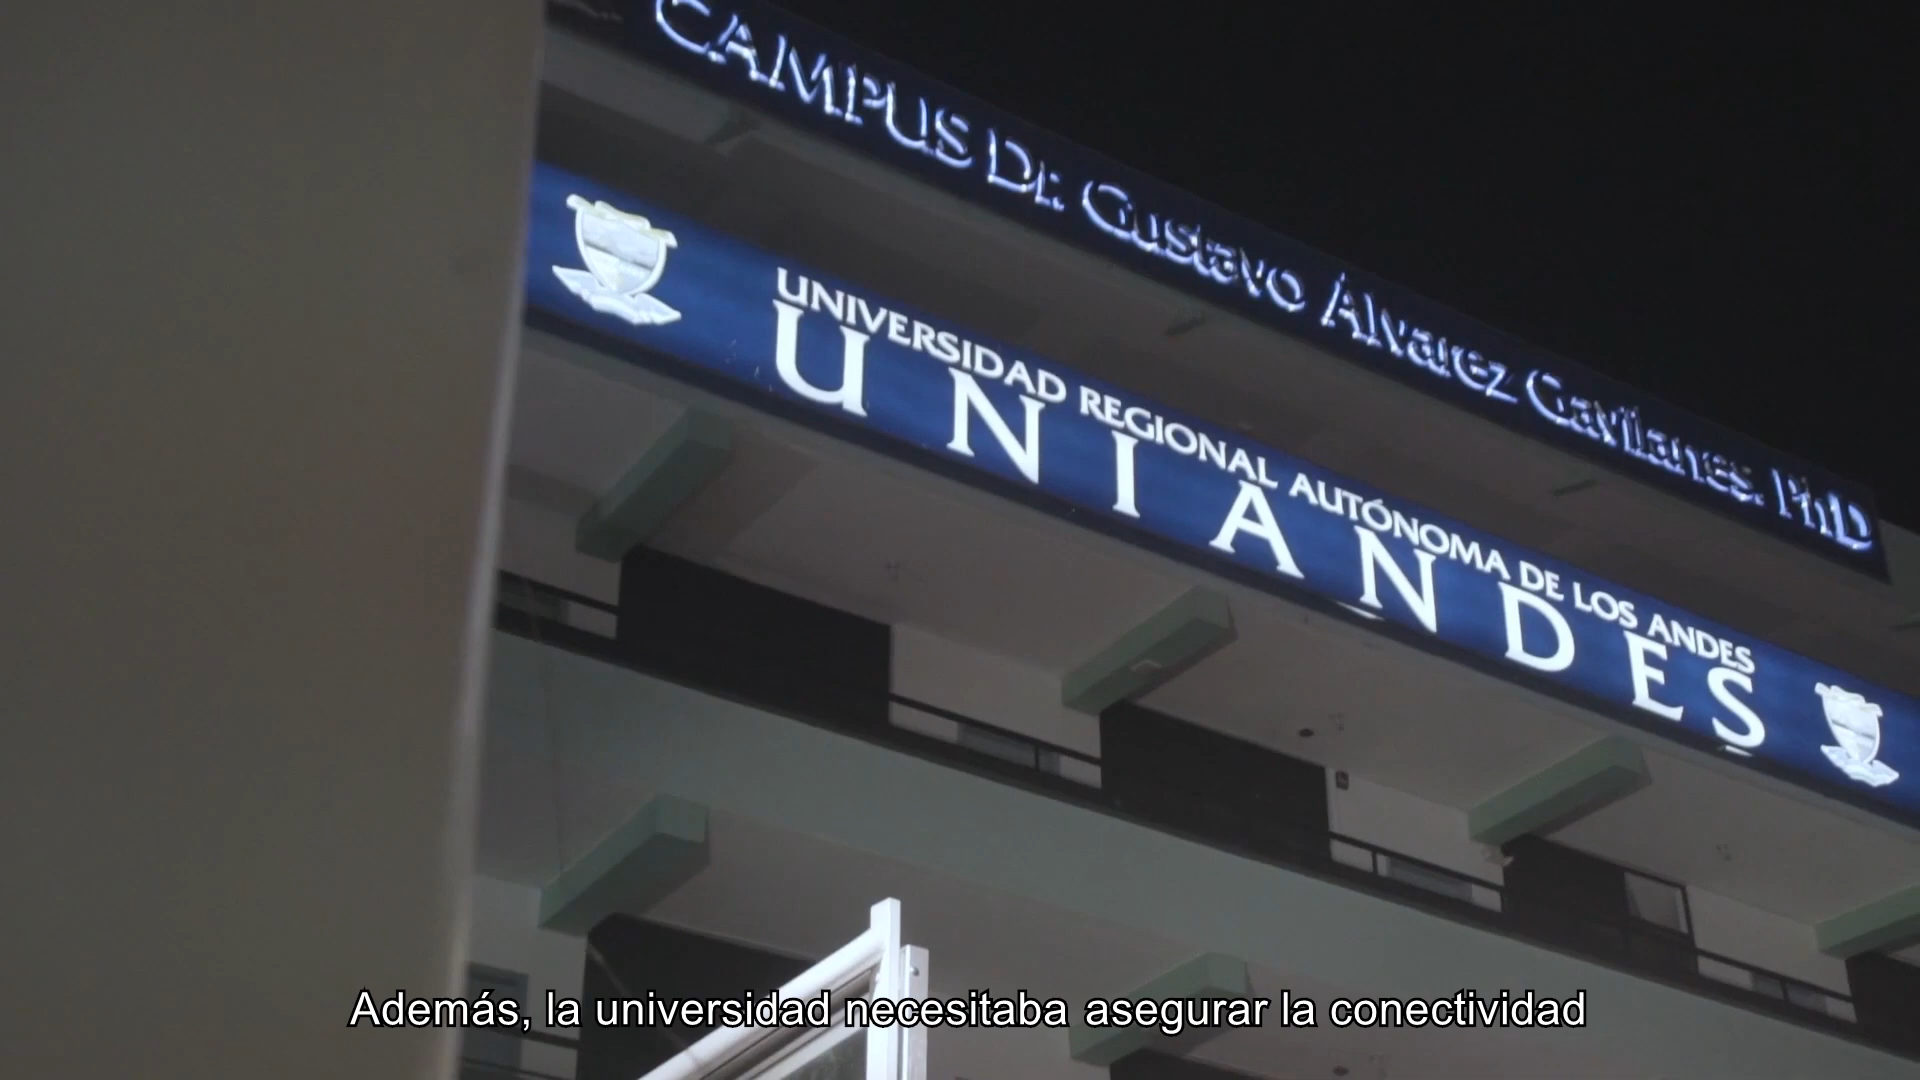 CAMPUS Dr. Gustavo Álvarez Gavilanes. PhD
UNIVERSIDAD REGIONAL AUTÓNOMA DE LOS ANDES
UNIANDES
Además, la universidad necesitaba asegurar la conectividad